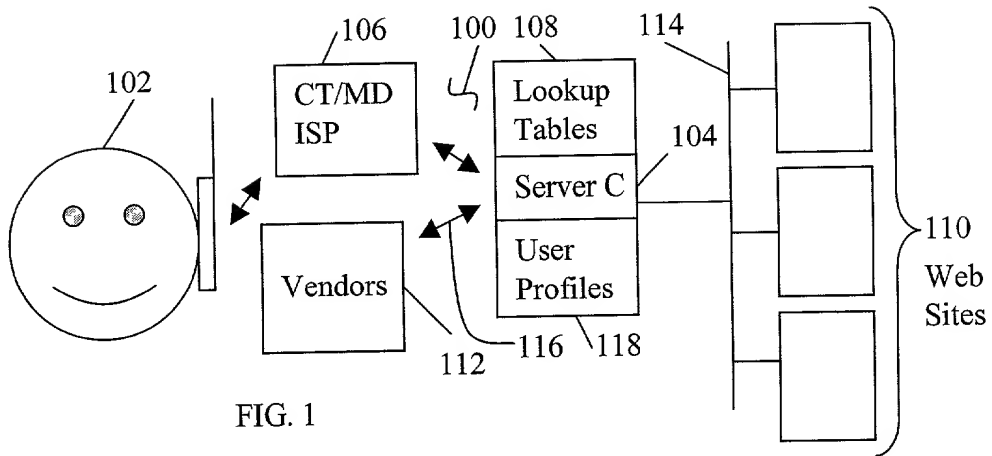 106
100
108
114
102
CT/MD
ISP
Lookup
Tables
104
Server C
User
Profiles
Vendors
110
Web
Sites
112
116
118
FIG. 1